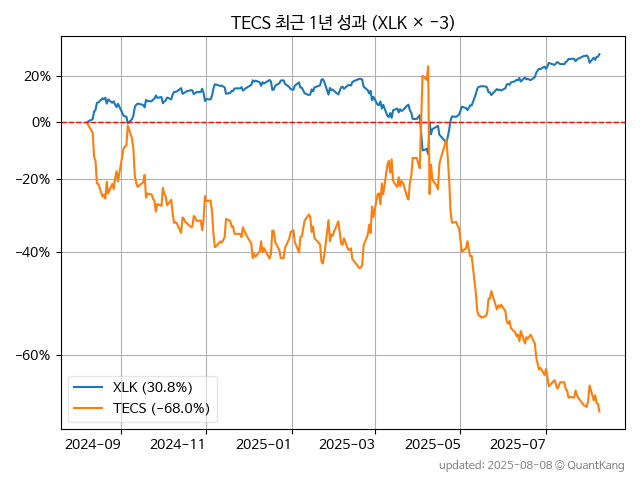 TECS 최근 1년 성과 (XLK × −3)
20%
0%
−20%
−40%
−60%
XLK (30.8%)
TECS (−68.0%)
2024−09
2024−11
2025−01
2025−03
2025−05
2025−07
updated: 2025-08-08 ⓒ QuantKang